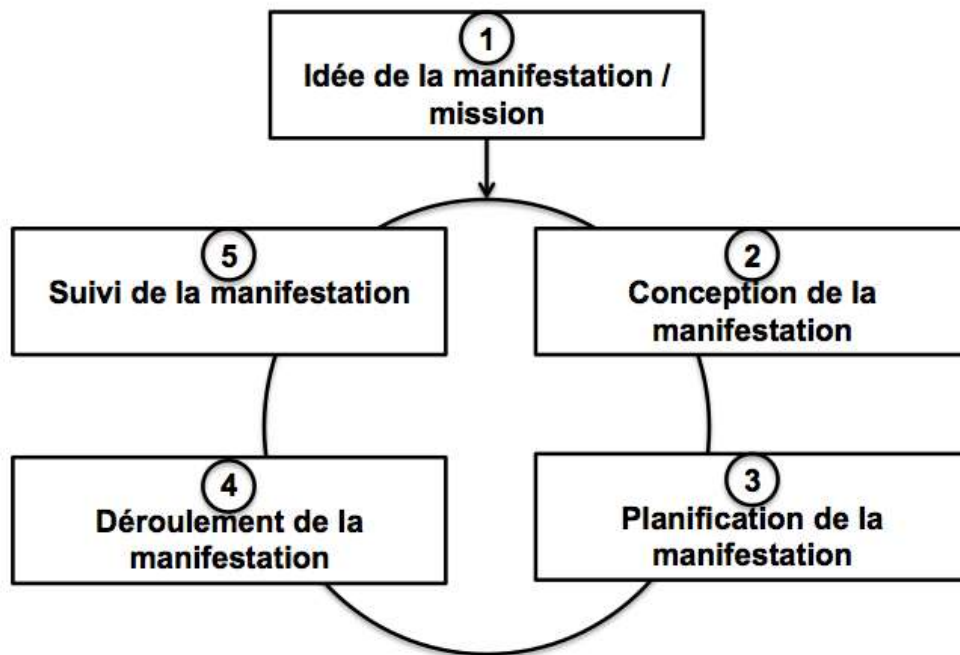 1
Idée de la manifestation /
mission
2
Conception de la
manifestation
3
Planification de la
manifestation
4
Déroulement de la
manifestation
5
Suivi de la manifestation